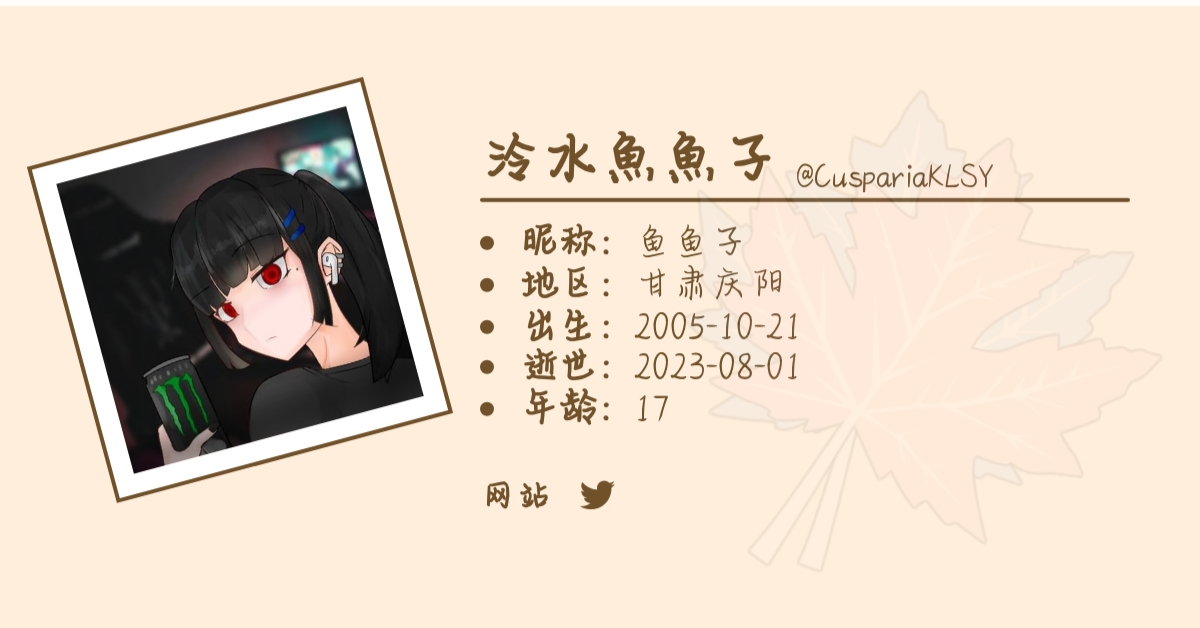 泠水魚魚子 @CuspariaKLSY
昵称： 鱼鱼子
地区： 甘肃庆阳
出生： 2005-10-21
逝世： 2023-08-01
年龄： 17
网站